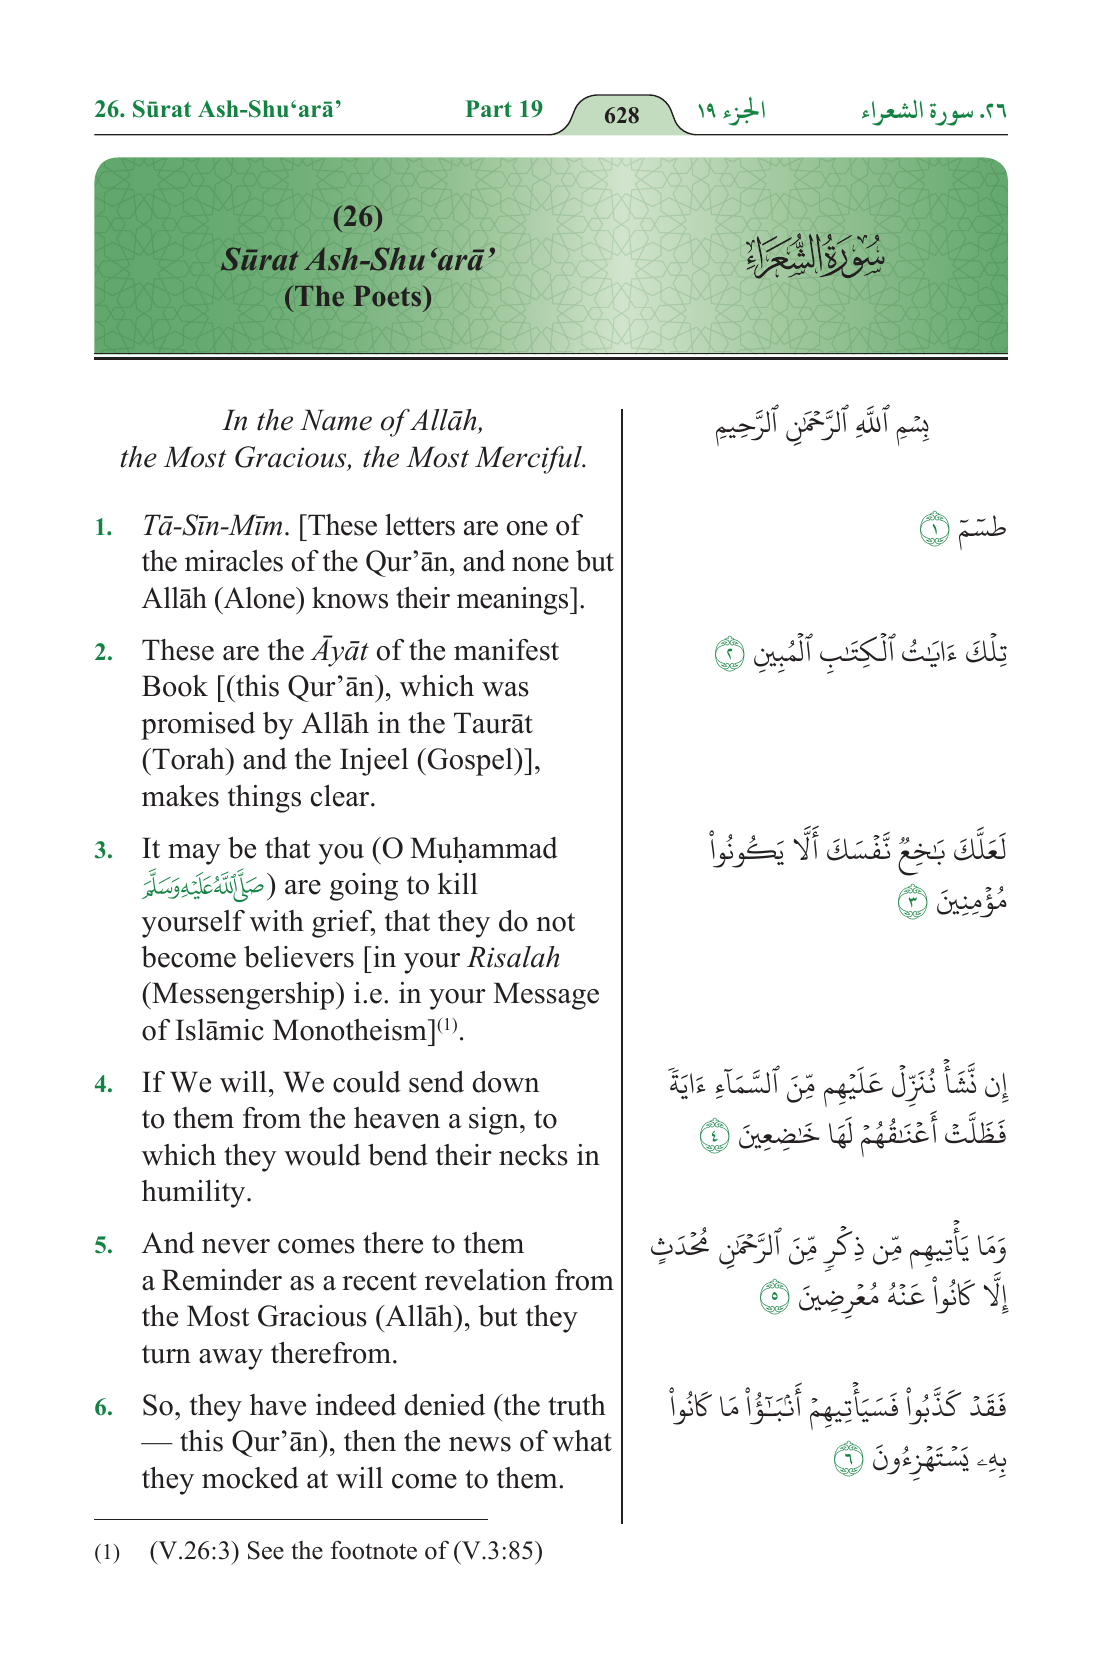 26. Sūrat Ash-Shu‘arā’ Part 19 628 الجزء ١٩ ٢٦. سورة الشعراء
(26)
Sūrat Ash-Shu‘arā’
(The Poets)
سُورَةُ الشُّعَرَاءِ
In the Name of Allāh,
the Most Gracious, the Most Merciful.
بِسۡمِ ٱللَّهِ ٱلرَّحۡمَٰنِ ٱلرَّحِيمِ
1. Tā-Sīn-Mīm. [These letters are one of
the miracles of the Qur’ān, and none but
Allāh (Alone) knows their meanings].
طسٓمٓ ١
2. These are the Āyāt of the manifest
Book [(this Qur’ān), which was
promised by Allāh in the Taurāt
(Torah) and the Injeel (Gospel)],
makes things clear.
تِلۡكَ ءَايَٰتُ ٱلۡكِتَٰبِ ٱلۡمُبِينِ ٢
3. It may be that you (O Muḥammad
صَلَّى اللَّهُ عَلَيْهِ وَسَلَّمَ) are going to kill
yourself with grief, that they do not
become believers [in your Risalah
(Messengership) i.e. in your Message
of Islāmic Monotheism](1).
لَعَلَّكَ بَٰخِعٞ نَّفۡسَكَ أَلَّا يَكُونُواْ
مُؤۡمِنِينَ ٣
4. If We will, We could send down
to them from the heaven a sign, to
which they would bend their necks in
humility.
إِن نَّشَأۡ نُنَزِّلۡ عَلَيۡهِم مِّنَ ٱلسَّمَآءِ ءَايَةٗ
فَظَلَّتۡ أَعۡنَٰقُهُمۡ لَهَا خَٰضِعِينَ ٤
5. And never comes there to them
a Reminder as a recent revelation from
the Most Gracious (Allāh), but they
turn away therefrom.
وَمَا يَأۡتِيهِم مِّن ذِكۡرٖ مِّنَ ٱلرَّحۡمَٰنِ مُحۡدَثٍ
إِلَّا كَانُواْ عَنۡهُ مُعۡرِضِينَ ٥
6. So, they have indeed denied (the truth
— this Qur’ān), then the news of what
they mocked at will come to them.
فَقَدۡ كَذَّبُواْ فَسَيَأۡتِيهِمۡ أَنۢبَٰٓؤُاْ مَا كَانُواْ
بِهِۦ يَسۡتَهۡزِءُونَ ٦
(1) (V.26:3) See the footnote of (V.3:85)